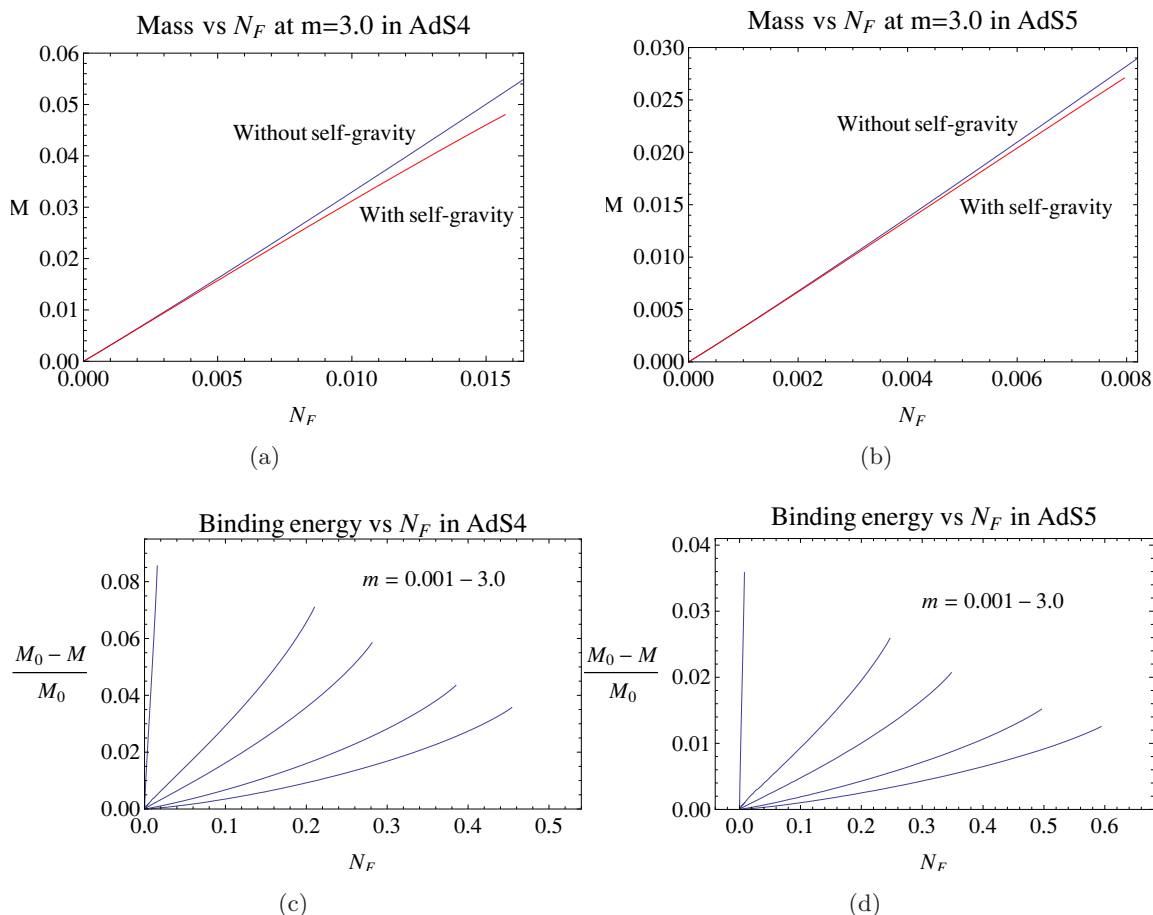 Mass vs N_F at m=3.0 in AdS4
0.06
0.05
0.04
M 0.03
0.02
0.01
0.00
Without self-gravity
With self-gravity
0.000 0.005 0.010 0.015
N_F
(a)
Mass vs N_F at m=3.0 in AdS5
0.030
0.025
0.020
M 0.015
0.010
0.005
0.000
Without self-gravity
With self-gravity
0.000 0.002 0.004 0.006 0.008
N_F
(b)
Binding energy vs N_F in AdS4
m = 0.001 − 3.0
0.08
0.06
M_0 − M
M_0
0.04
0.02
0.00
0.0 0.1 0.2 0.3 0.4 0.5
N_F
(c)
Binding energy vs N_F in AdS5
m = 0.001 − 3.0
0.04
0.03
M_0 − M
M_0
0.02
0.01
0.00
0.0 0.1 0.2 0.3 0.4 0.5 0.6
N_F
(d)